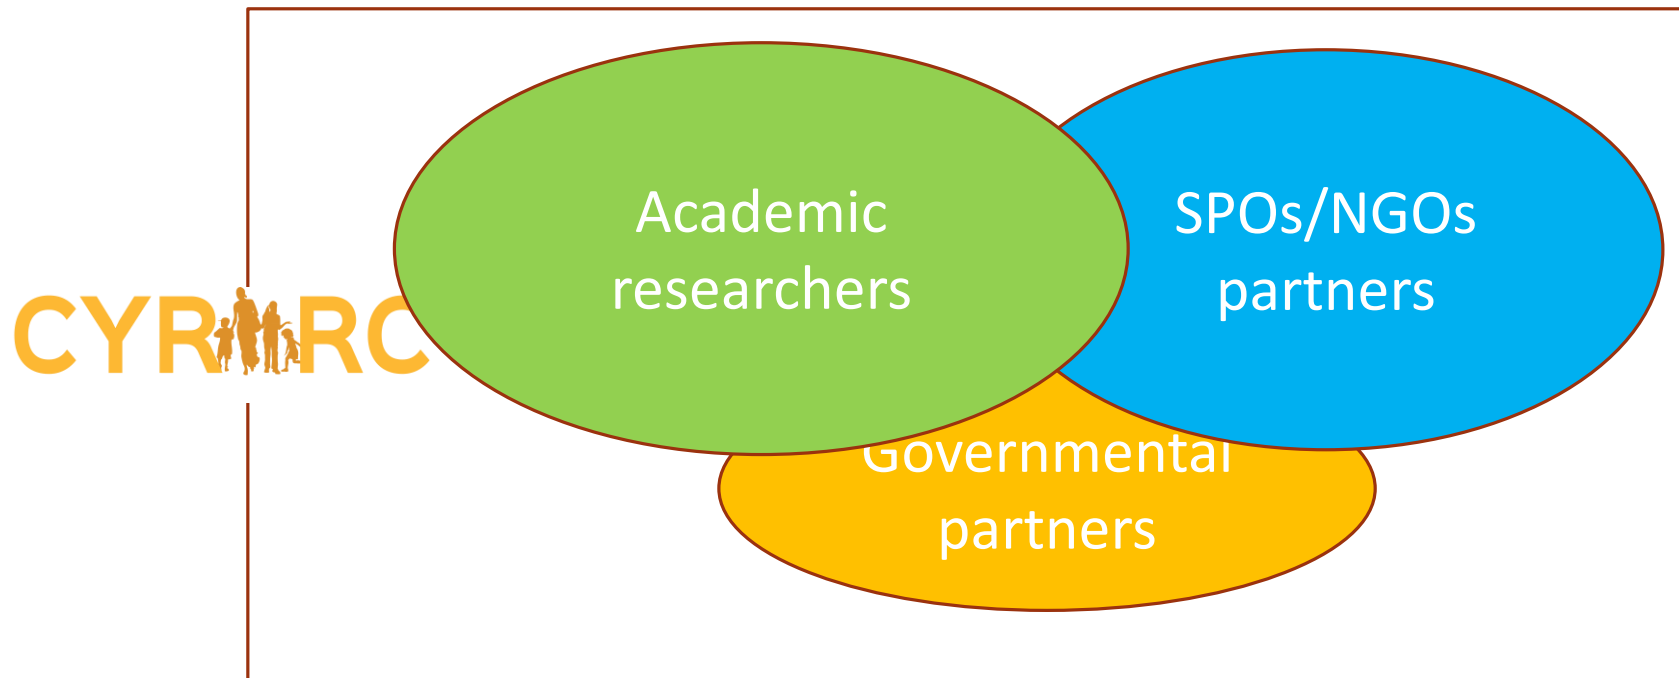 CYRRC
Academic
researchers
SPOs/NGOs
partners
Governmental
partners